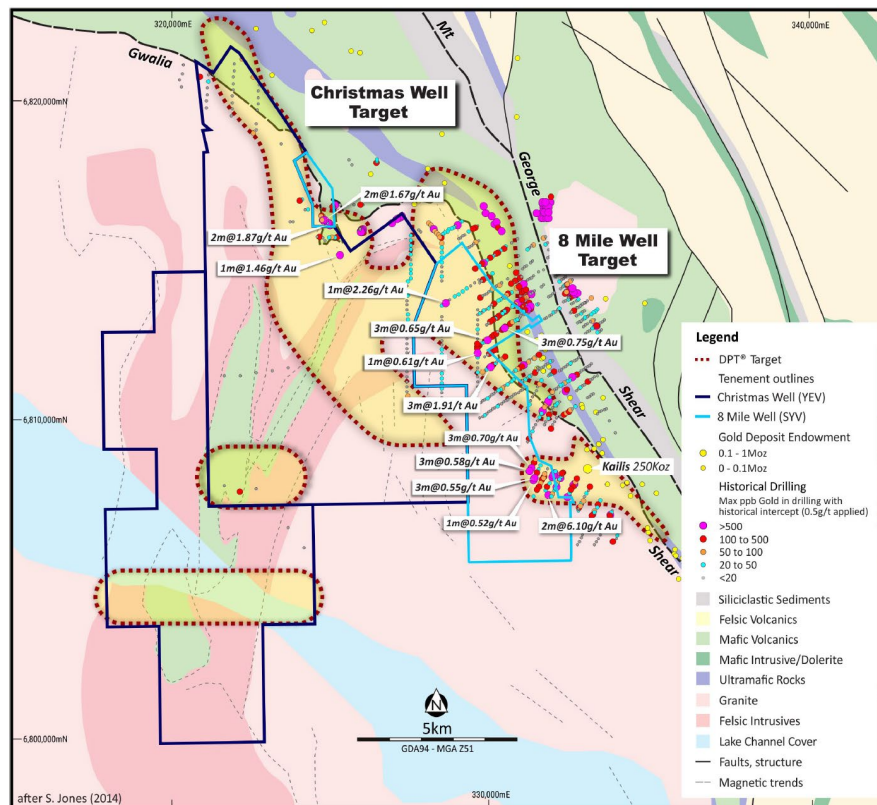 320,000mE
340,000mE
Gwalia
Mt
6,820,000mN
Christmas Well
Target
George
2m@1.67g/t Au
2m@1.87g/t Au
8 Mile Well
Target
1m@1.46g/t Au
1m@2.26g/t Au
3m@0.65g/t Au
3m@0.75g/t Au
1m@0.61g/t Au
Shear
3m@1.91/t Au
6,810,000mN
3m@0.70g/t Au
3m@0.58g/t Au
Kailis 250Koz
3m@0.55g/t Au
1m@0.52g/t Au
2m@6.10g/t Au
Shear
Legend
DPT® Target
Tenement outlines
Christmas Well (YEV)
8 Mile Well (SYV)
Gold Deposit Endowment
0.1 - 1Moz
0 - 0.1Moz
Historical Drilling
Max ppb Gold in drilling with
historical intercept (0.5g/t applied)
>500
100 to 500
50 to 100
20 to 50
<20
Siliclastic Sediments
Felsic Volcanics
Mafic Volcanics
Mafic Intrusive/Dolerite
Ultramafic Rocks
Granite
Felsic Intrusives
Lake Channel Cover
Faults, structure
Magnetic trends
N
5km
GDA94 - MGA Z51
6,800,000mN
330,000mE
after S. Jones (2014)